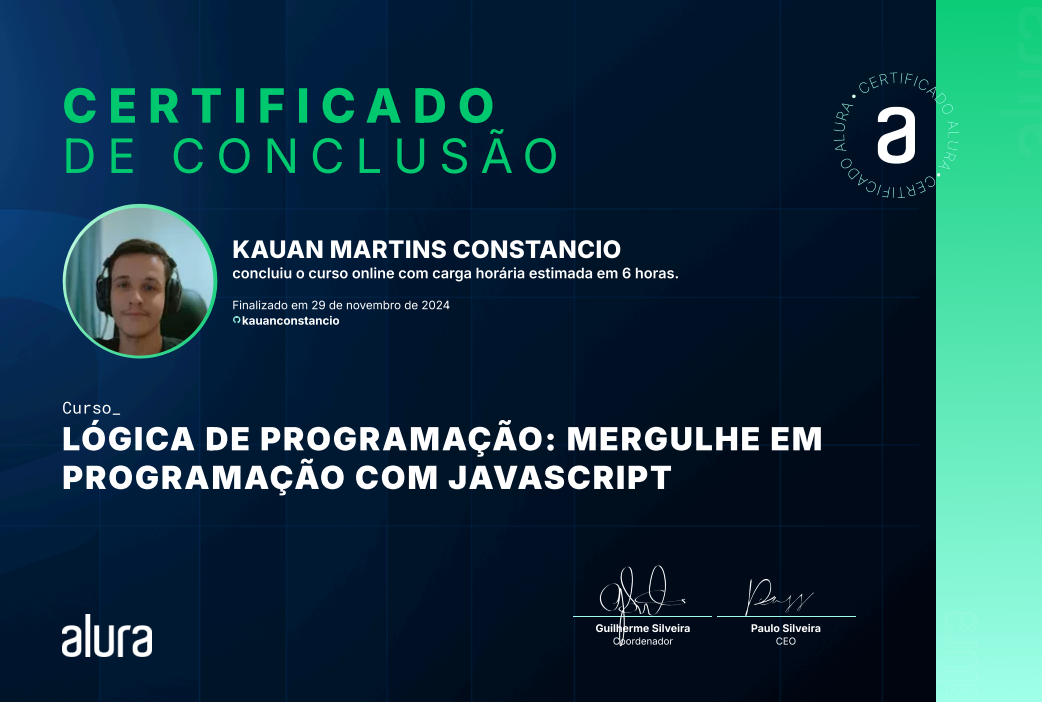 CERTIFICADO
DE CONCLUSÃO
CERTIFICADO ALURA • CERTIFICADO ALURA •
a
KAUAN MARTINS CONSTANCIO
concluiu o curso online com carga horária estimada em 6 horas.
Finalizado em 29 de novembro de 2024
kauanconstancio
Curso_
LÓGICA DE PROGRAMAÇÃO: MERGULHE EM
PROGRAMAÇÃO COM JAVASCRIPT
alura
Guilherme Silveira
Coordenador
Paulo Silveira
CEO